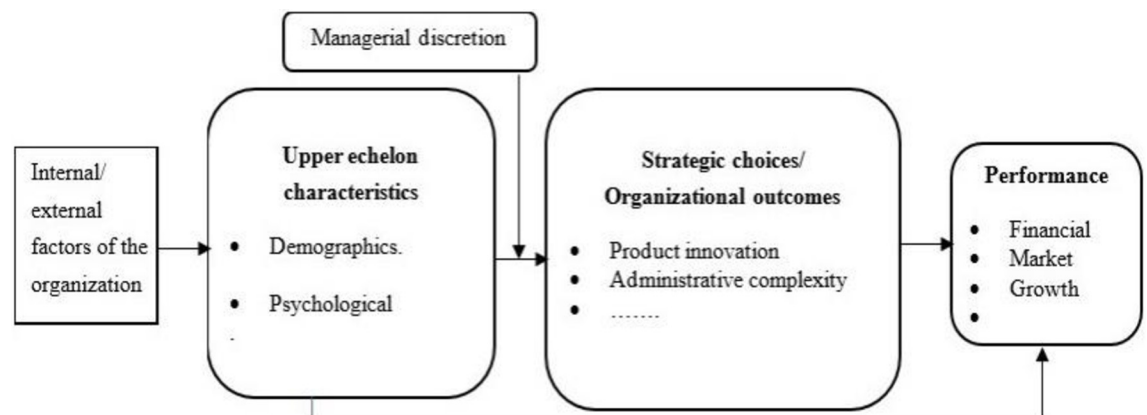 Managerial discretion
Internal/
external
factors of the
organization
Upper echelon
characteristics
• Demographics.
• Psychological
.
Strategic choices/
Organizational outcomes
• Product innovation
• Administrative complexity
• .......
Performance
• Financial
• Market
• Growth
•